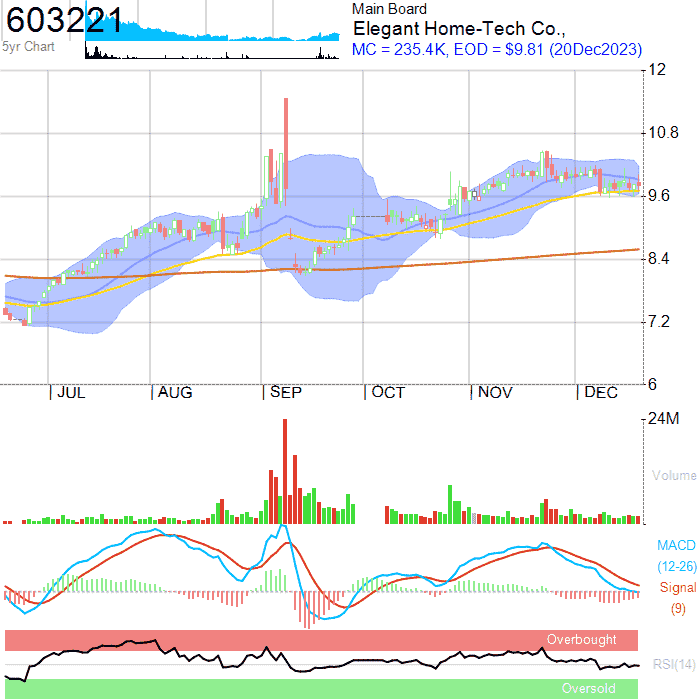 603221
5yr Chart
Main Board
Elegant Home-Tech Co.,
MC = 235.4K, EOD = $9.81 (20Dec2023)
12
10.8
9.6
8.4
7.2
6
JUL AUG SEP OCT NOV DEC
24M
Volume
MACD
(12-26)
Signal
(9)
Overbought
RSI(14)
Oversold